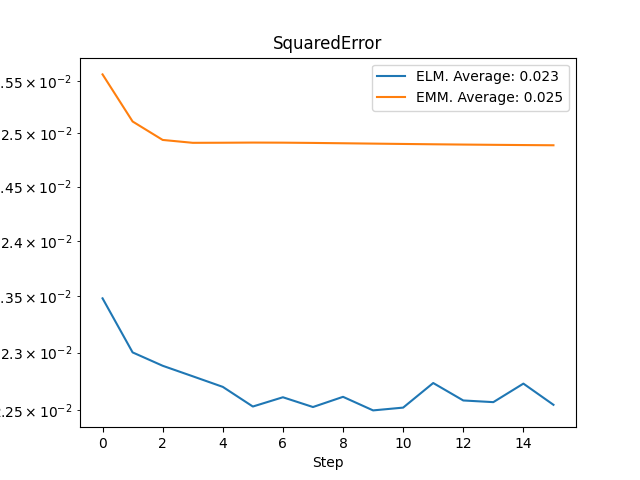 SquaredError
ELM. Average: 0.023
EMM. Average: 0.025
.55 × 10⁻²
2.5 × 10⁻²
.45 × 10⁻²
2.4 × 10⁻²
.35 × 10⁻²
2.3 × 10⁻²
2.25 × 10⁻²
0 2 4 6 8 10 12 14
Step